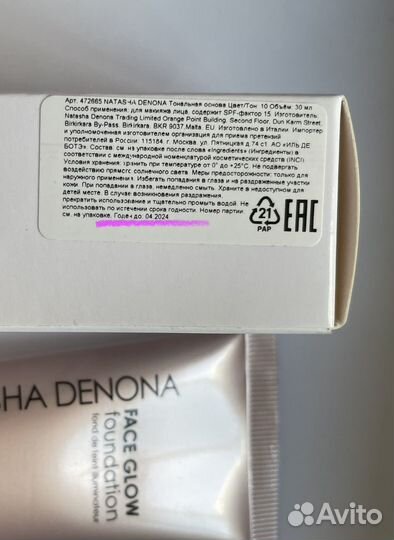 Арт. 472665 NATASHA DENONA Тональная основа Цвет/Тон: 10 Объём: 30 мл
Способ применения: для макияжа лица. содержит SPF-фактор 15. Изготовитель:
Natasha Denona Trading Limited Orange Point Building, Second Floor, Dun Karm Street,
Birkirkara By-Pass. Birkirkara, BKR 9037,Malta, EU. Изготовлено в Италии. Импортер
и уполномоченное изготовителем организация для приема претензий
потребителей в России: 115184 г. Москва, ул. Пятницкая д.74 с1. АО «ИЛЬ ДЕ
БОТЭ». Состав: см. на упаковке после слова «Ingredients» (Ингредиенты) в
соответствии с международной номенклатурой косметических средств (INCI)
Условия хранения: хранить при температуре от 0° до +25°C. Не подвергать
воздействию прямого солнечного света. Меры предосторожности: только для
наружного применения. Избегать попадания в глаза и на раздраженные участки
кожи. При попадании в глаза, немедленно смыть. Хранить в недоступном для
детей месте. В случае возникновения раздражения,
прекратить использование и тщательно промыть водой. Не
использовать по истечении срока годности. Номер партии
см. на упаковке. Годен до: 04.2024
21
PAP
EAC
SHA DENONA
FACE GLOW
foundation
fond de teint illuminateur
Avito